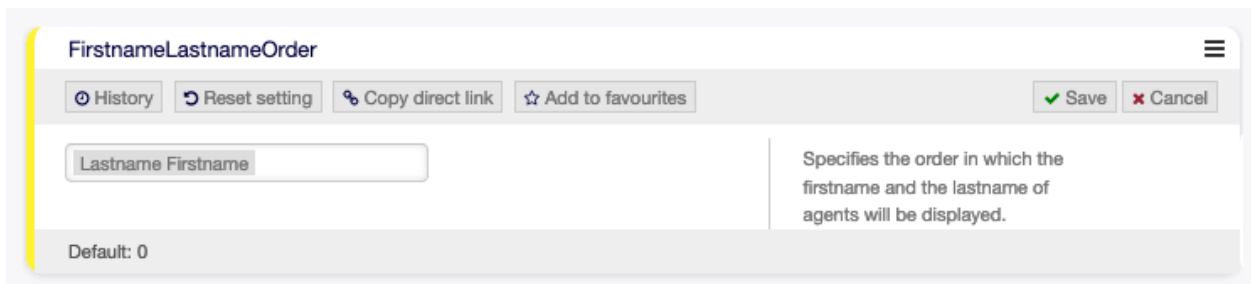 FirstnameLastnameOrder
History Reset setting Copy direct link Add to favourites Save Cancel
Lastname Firstname
Specifies the order in which the
firstname and the lastname of
agents will be displayed.
Default: 0